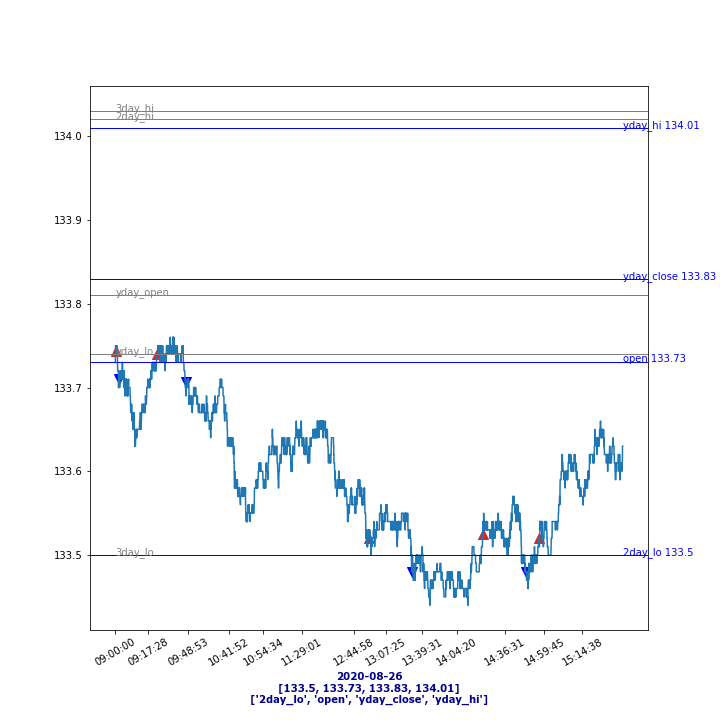 3day_hi
2day_hi
yday_hi 134.01
134.0
133.9
yday_close 133.83
yday_open
133.8
yday_lo
open 133.73
133.7
133.6
3day_lo
2day_lo 133.5
133.5
09:00:00 09:17:28 09:48:53 10:41:52 10:54:34 11:29:01 12:44:58 13:07:25 13:39:31 14:04:20 14:36:31 14:59:45 15:14:38
2020-08-26
[133.5, 133.73, 133.83, 134.01]
['2day_lo', 'open', 'yday_close', 'yday_hi']